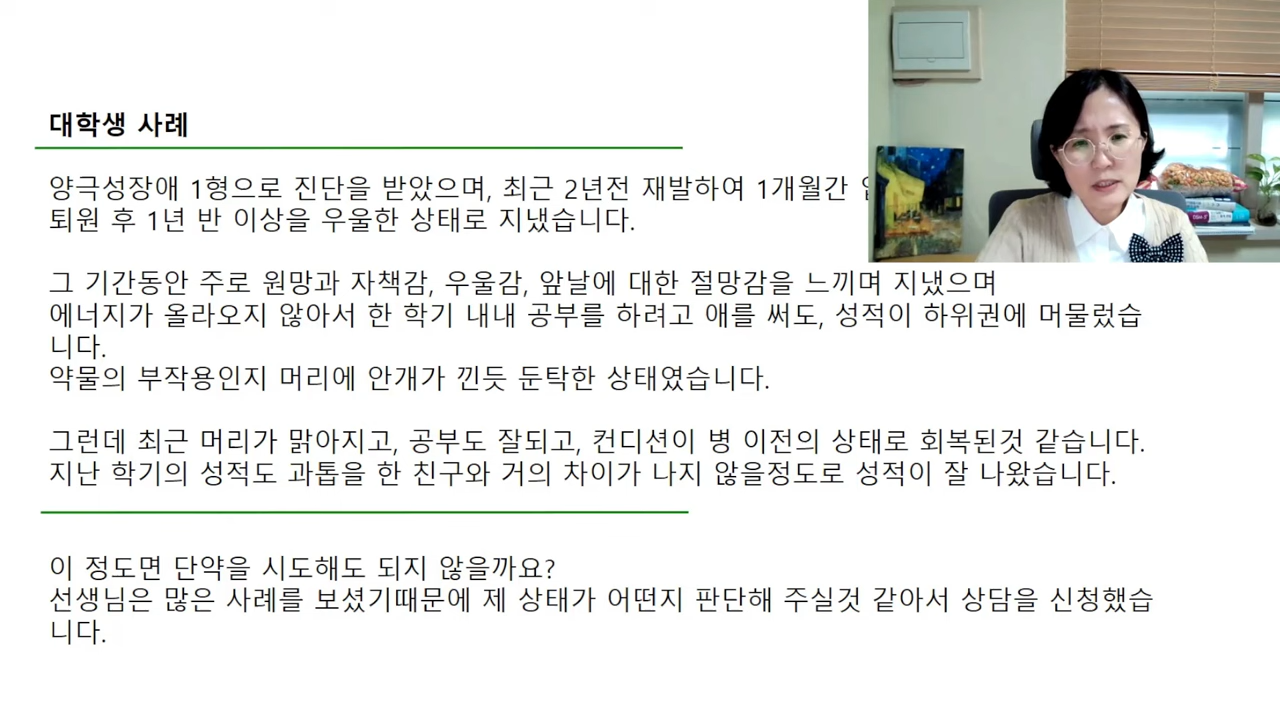 대학생 사례
양극성장애 1형으로 진단을 받았으며, 최근 2년전 재발하여 1개월간
퇴원 후 1년 반 이상을 우울한 상태로 지냈습니다.
그 기간동안 주로 원망과 자책감, 우울감, 앞날에 대한 절망감을 느끼며 지냈으며
에너지가 올라오지 않아서 한 학기 내내 공부를 하려고 애를 써도, 성적이 하위권에 머물렀습
니다.
약물의 부작용인지 머리에 안개가 낀듯 둔탁한 상태였습니다.
그런데 최근 머리가 맑아지고, 공부도 잘되고, 컨디션이 병 이전의 상태로 회복된것 같습니다.
지난 학기의 성적도 과톱을 한 친구와 거의 차이가 나지 않을정도로 성적이 잘 나왔습니다.
이 정도면 단약을 시도해도 되지 않을까요?
선생님은 많은 사례를 보셨기때문에 제 상태가 어떤지 판단해 주실것 같아서 상담을 신청했습
니다.